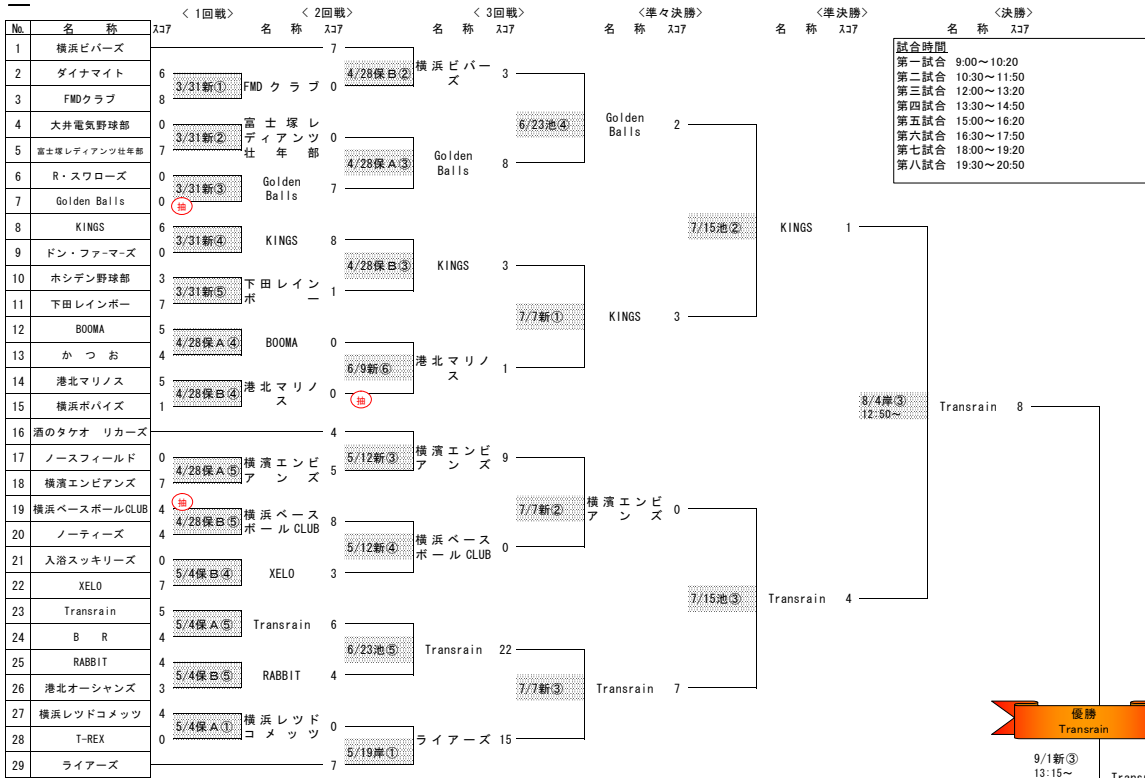 ＜1回戦＞ ＜2回戦＞ ＜3回戦＞ ＜準々決勝＞ ＜準決勝＞ ＜決勝＞
No. 名称 スコア 名称 スコア 名称 スコア 名称 スコア 名称 スコア 名称 スコア
試合時間
第一試合 9:00～10:20
第二試合 10:30～11:50
第三試合 12:00～13:20
第四試合 13:30～14:50
第五試合 15:00～16:20
第六試合 16:30～17:50
第七試合 18:00～19:20
第八試合 19:30～20:50
1 横浜ビバーズ
2 ダイナマイト 6
3 FMDクラブ 8
4 大井電気野球部 0
5 富士塚レディアンツ壮年部 7
6 R・スワローズ 0
7 Golden Balls 0 抽
8 KINGS 6
9 ドン・ファーマーズ 0
10 ホシデン野球部 3
11 下田レインボー 7
12 BOOMA 5
13 かつお 4
14 港北マリノス 5
15 横浜ポパイズ 1
16 酒のタケオ リカーズ
17 ノースフィールド 0
18 横濱エンビアンズ 7
19 横浜ベースボールCLUB 4 抽
20 ノーティーズ 4
21 入浴スッキリーズ 0
22 XELO 7
23 Transrain 5
24 B R 4
25 RABBIT 4
26 港北オーシャンズ 3
27 横浜レッドコメッツ 4
28 T-REX 0
29 ライアーズ
3/31新①
3/31新②
3/31新③
3/31新④
3/31新⑤
4/28保A④
4/28保B④
4/28保A⑤
4/28保B⑤
5/4保B④
5/4保A⑤
5/4保B⑤
5/4保A①
7
FMDクラブ 0
富士塚レ
ディアンツ 0
壮年部
Golden
Balls 7
KINGS 8
下田レイン
ボー 1
BOOMA 0
港北マリノ
ス 0 抽
4
横濱エンビ
アンズ 5
横浜ベース
ボールCLUB 8
XELO 3
Transrain 6
RABBIT 4
横浜レッド
コメッツ 0
7
4/28保B②
4/28保A③
4/28保B③
6/9新⑥
5/12新③
5/12新④
6/23池⑤
5/19岸①
横浜ビバー
ズ 3
Golden
Balls 8
KINGS 3
港北マリノ
ス 1
横濱エンビ
アンズ 9
横浜ベース
ボールCLUB 0
Transrain 22
ライアーズ 15
6/23池④
7/7新①
7/7新②
7/7新③
Golden
Balls 2
KINGS 3
横濱エンビ
アンズ 0
Transrain 7
7/15池②
7/15池③
KINGS 1
Transrain 4
8/4岸③
12:50～
Transrain 8
優勝
Transrain
9/1新③
13:15～